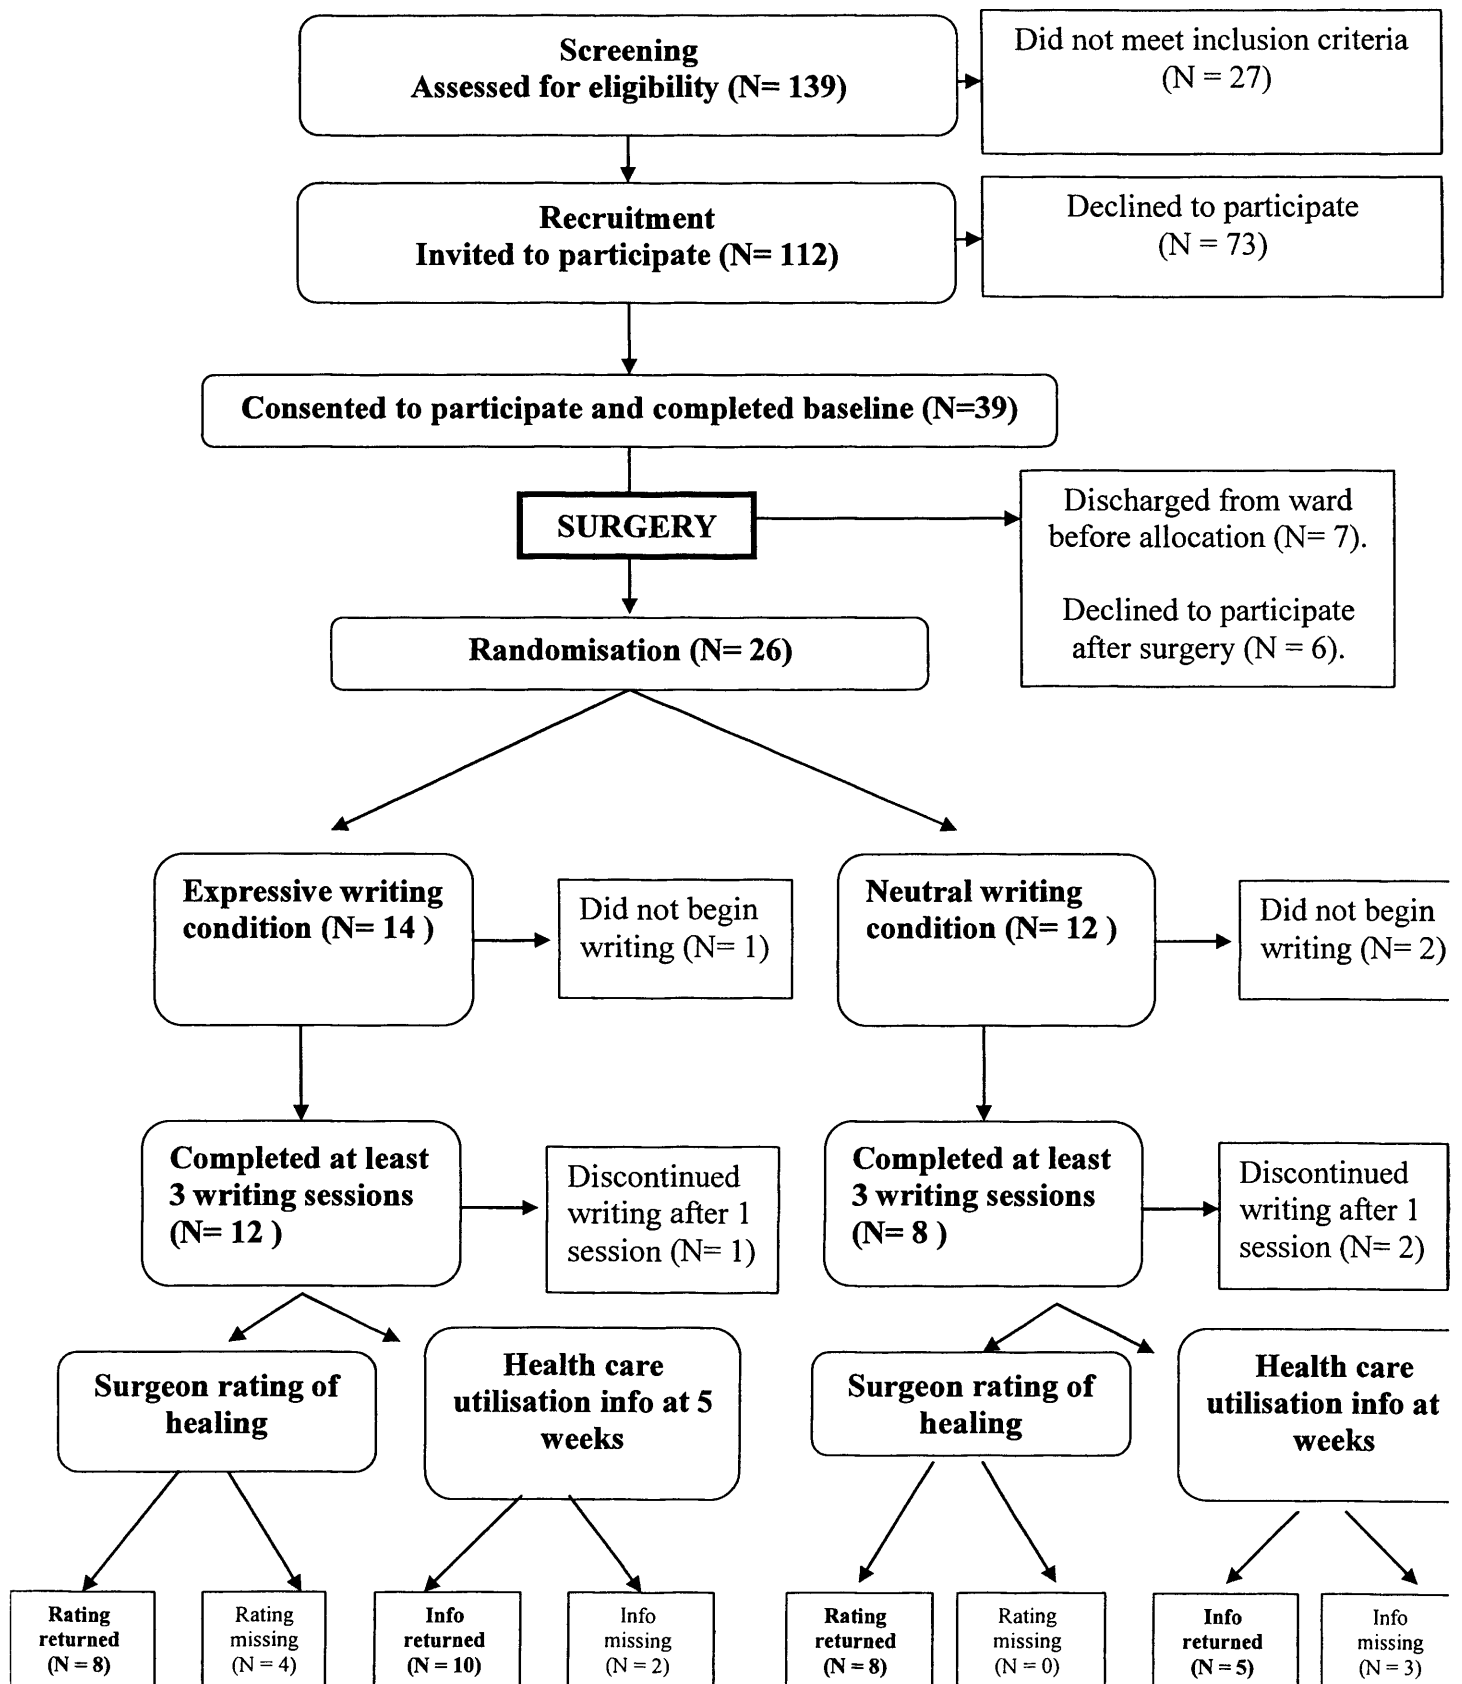 Screening
Assessed for eligibility (N= 139)
Did not meet inclusion criteria
(N = 27)
Recruitment
Invited to participate (N= 112)
Declined to participate
(N = 73)
Consented to participate and completed baseline (N=39)
SURGERY
Discharged from ward
before allocation (N= 7).
Declined to participate
after surgery (N = 6).
Randomisation (N= 26)
Expressive writing
condition (N= 14 )
Did not begin
writing (N= 1)
Neutral writing
condition (N= 12 )
Did not begin
writing (N= 2)
Completed at least
3 writing sessions
(N= 12 )
Discontinued
writing after 1
session (N= 1)
Completed at least
3 writing sessions
(N= 8 )
Discontinued
writing after 1
session (N= 2)
Surgeon rating of
healing
Health care
utilisation info at 5
weeks
Surgeon rating of
healing
Health care
utilisation info at
weeks
Rating
returned
(N = 8)
Rating
missing
(N = 4)
Info
returned
(N = 10)
Info
missing
(N = 2)
Rating
returned
(N = 8)
Rating
missing
(N = 0)
Info
returned
(N = 5)
Info
missing
(N = 3)